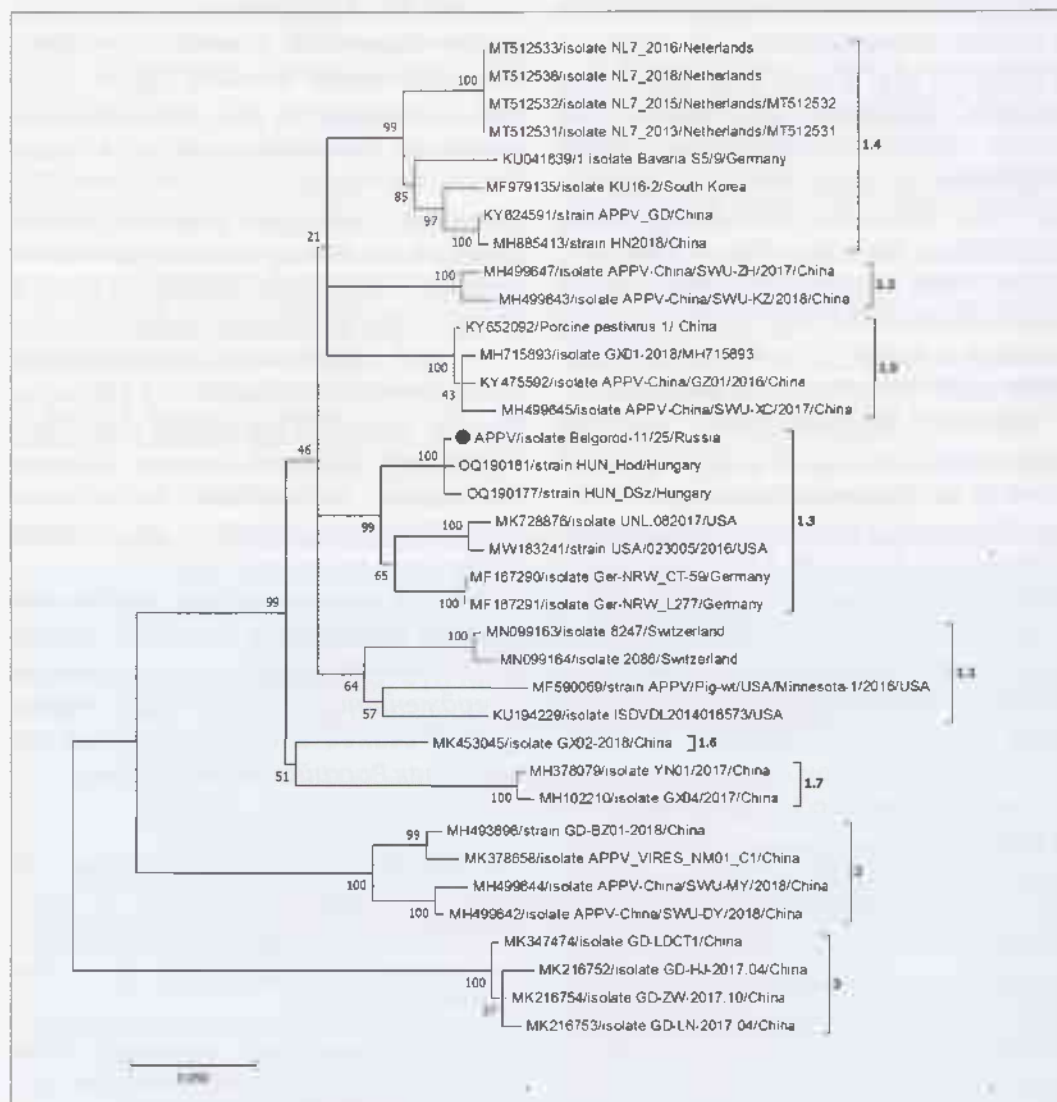 MT512533/isolate NL7_2016/Neterlands
MT512536/isolate NL7_2018/Netherlands
100
MT512532/isolate NL7_2015/Netherlands/MT512532
99
MT512531/isolate NL7_2013/Netherlands/MT512531
1.4
KU041639/1 isolate Bavaria S5/9/Germany
85
MF979135/isolate KU16-2/South Korea
97
KY624591/strain APPV_GD/China
21
100
MH885413/strain HN2018/China
100
MH499647/isolate APPV-China/SWU-ZH/2017/China
MH499643/isolate APPV-China/SWU-KZ/2018/China
KY652092/Porcine pestivirus 1/ China
MH715893/isolate GX01-2018/MH715893
100
KY475592/isolate APPV-China/GZ01/2016/China
43
MH499645/isolate APPV-China/SWU-XC/2017/China
APPV/isolate Belgorod-11/25/Russia
46
100
OQ190181/strain HUN_Hod/Hungary
OQ190177/strain HUN_DSz/Hungary
99
100
MK728876/isolate UNL.082017/USA
1.3
MW183241/strain USA/023005/2016/USA
65
MF167290/isolate Ger-NRW_CT-59/Germany
100
MF167291/isolate Ger-NRW_L277/Germany
99
100
MN099163/isolate 8247/Switzerland
MN099164/isolate 2086/Switzerland
64
MF590069/strain APPV/Pig-wt/USA/Minnesota-1/2016/USA
57
KU194229/isolate ISDVDL2014016573/USA
MK453045/isolate GX02-2018/China
1.6
51
MH378079/isolate YN01/2017/China
100
MH102210/isolate GX04/2017/China
1.7
99
MH493896/strain GD-BZ01-2018/China
MK378658/isolate APPV_VIRES_NM01_C1/China
100
MH499644/isolate APPV-China/SWU-MY/2018/China
100
MH499642/isolate APPV-China/SWU-DY/2018/China
MK347474/isolate GD-LDCT1/China
MK216752/isolate GD-HJ-2017.04/China
100
MK216754/isolate GD-ZW-2017.10/China
MK216753/isolate GD-LN-2017.04/China